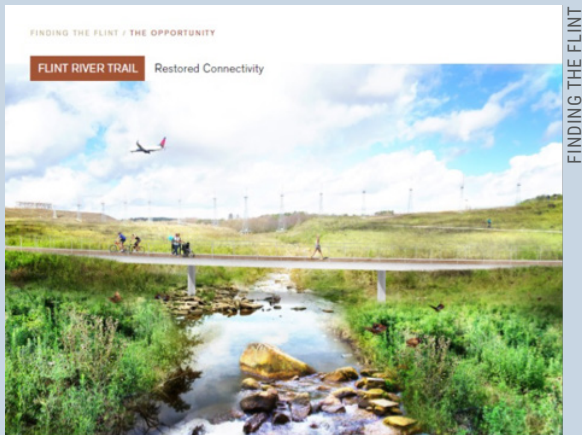 FINDING THE FLINT / THE OPPORTUNITY
FLINT RIVER TRAIL Restored Connectivity
FINDING THE FLINT